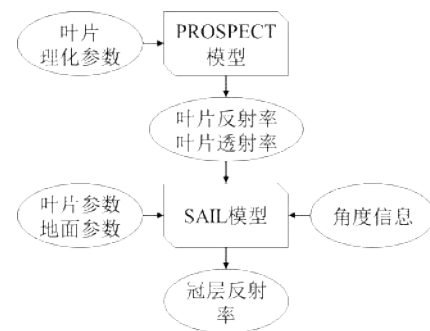 叶片
理化参数
PROSPECT
模型
叶片反射率
叶片透射率
叶片参数
地面参数
SAIL模型
角度信息
冠层反射
率